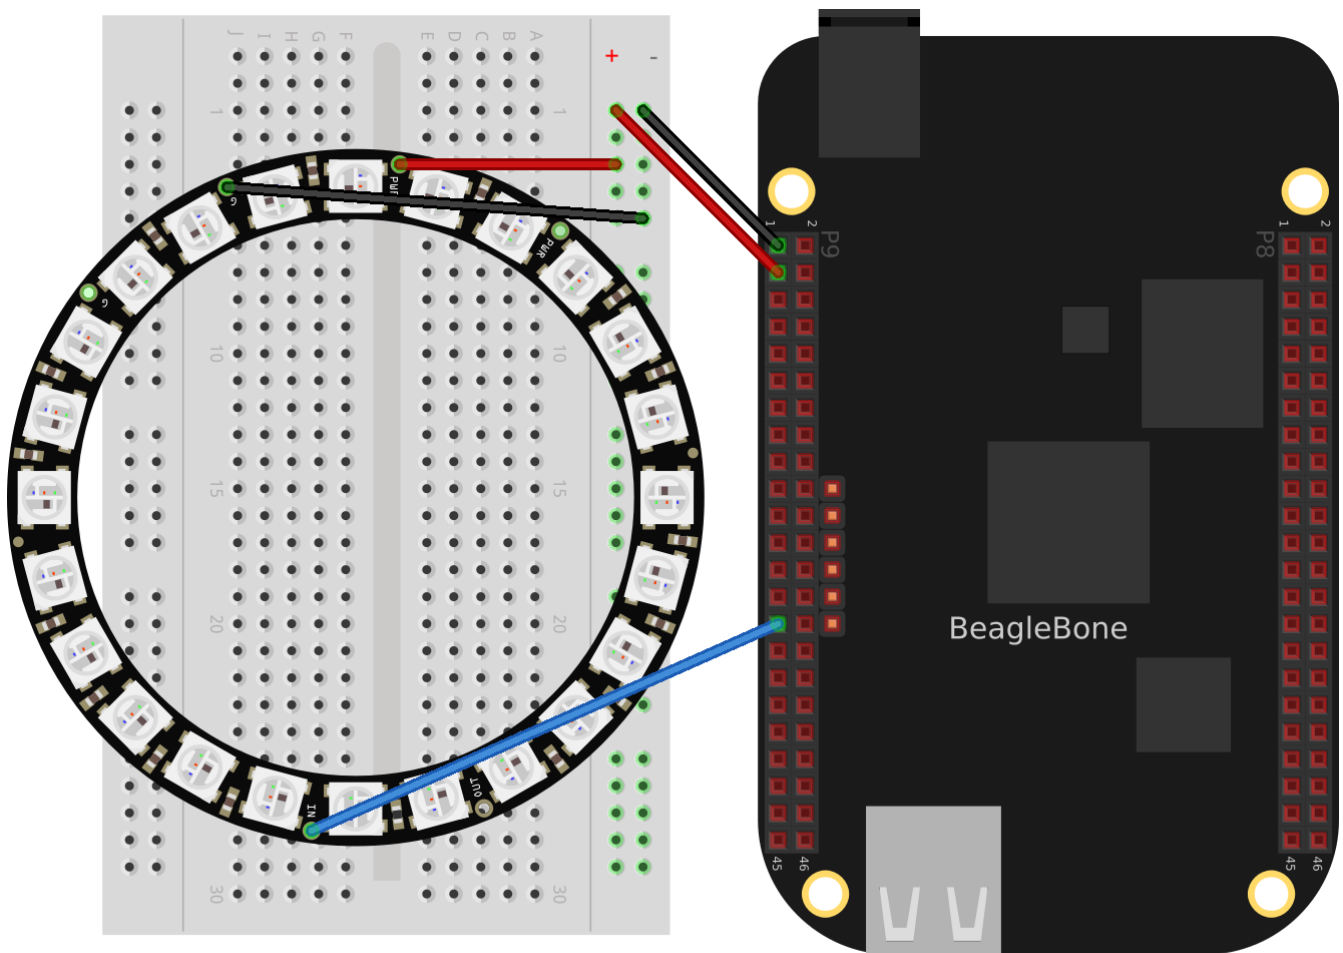 J I H G F E D C B A
+ -
1 1
PWR
G
PWR
G
10 10
15 15
20 20
IN
OUT
30 30
1 2
P9
P8
1 2
BeagleBone
45 46
45 46